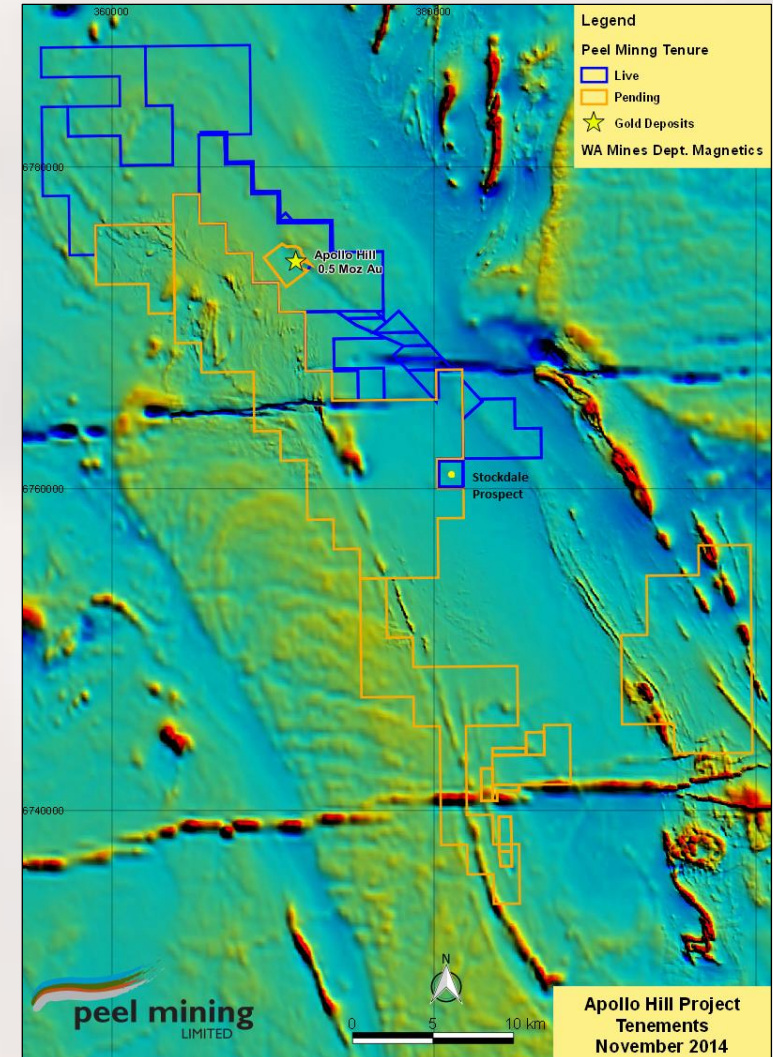 360000
380000
Legend
Peel Minng Tenure
Live
Pending
Gold Deposits
WA Mines Dept. Magnetics
6780000
Apollo Hill
0.5 Moz Au
6760000
Stockdale
Prospect
6740000
N
peel mining
LIMITED
0 5 10 km
Apollo Hill Project
Tenements
November 2014